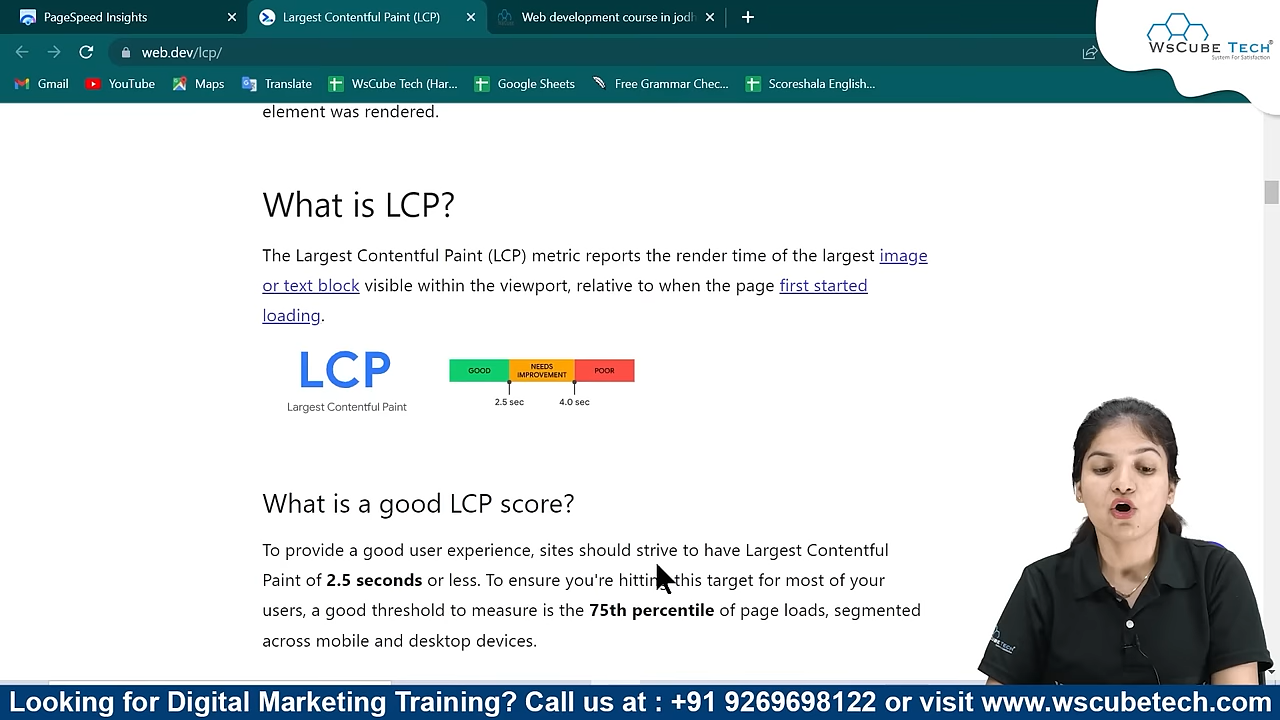 PageSpeed Insights
Largest Contentful Paint (LCP)
Web development course in jodh
WsCube Tech®
System For Satisfaction
web.dev/lcp/
Gmail
YouTube
Maps
Translate
WsCube Tech (Har...
Google Sheets
Free Grammar Chec...
Scoreshala English...
element was rendered.
What is LCP?
The Largest Contentful Paint (LCP) metric reports the render time of the largest image
or text block visible within the viewport, relative to when the page first started
loading.
LCP
Largest Contentful Paint
GOOD
NEEDS
IMPROVEMENT
POOR
2.5 sec
4.0 sec
What is a good LCP score?
To provide a good user experience, sites should strive to have Largest Contentful
Paint of 2.5 seconds or less. To ensure you're hitting this target for most of your
users, a good threshold to measure is the 75th percentile of page loads, segmented
across mobile and desktop devices.
WsCube Tech
Looking for Digital Marketing Training? Call us at : +91 9269698122 or visit www.wscubetech.com